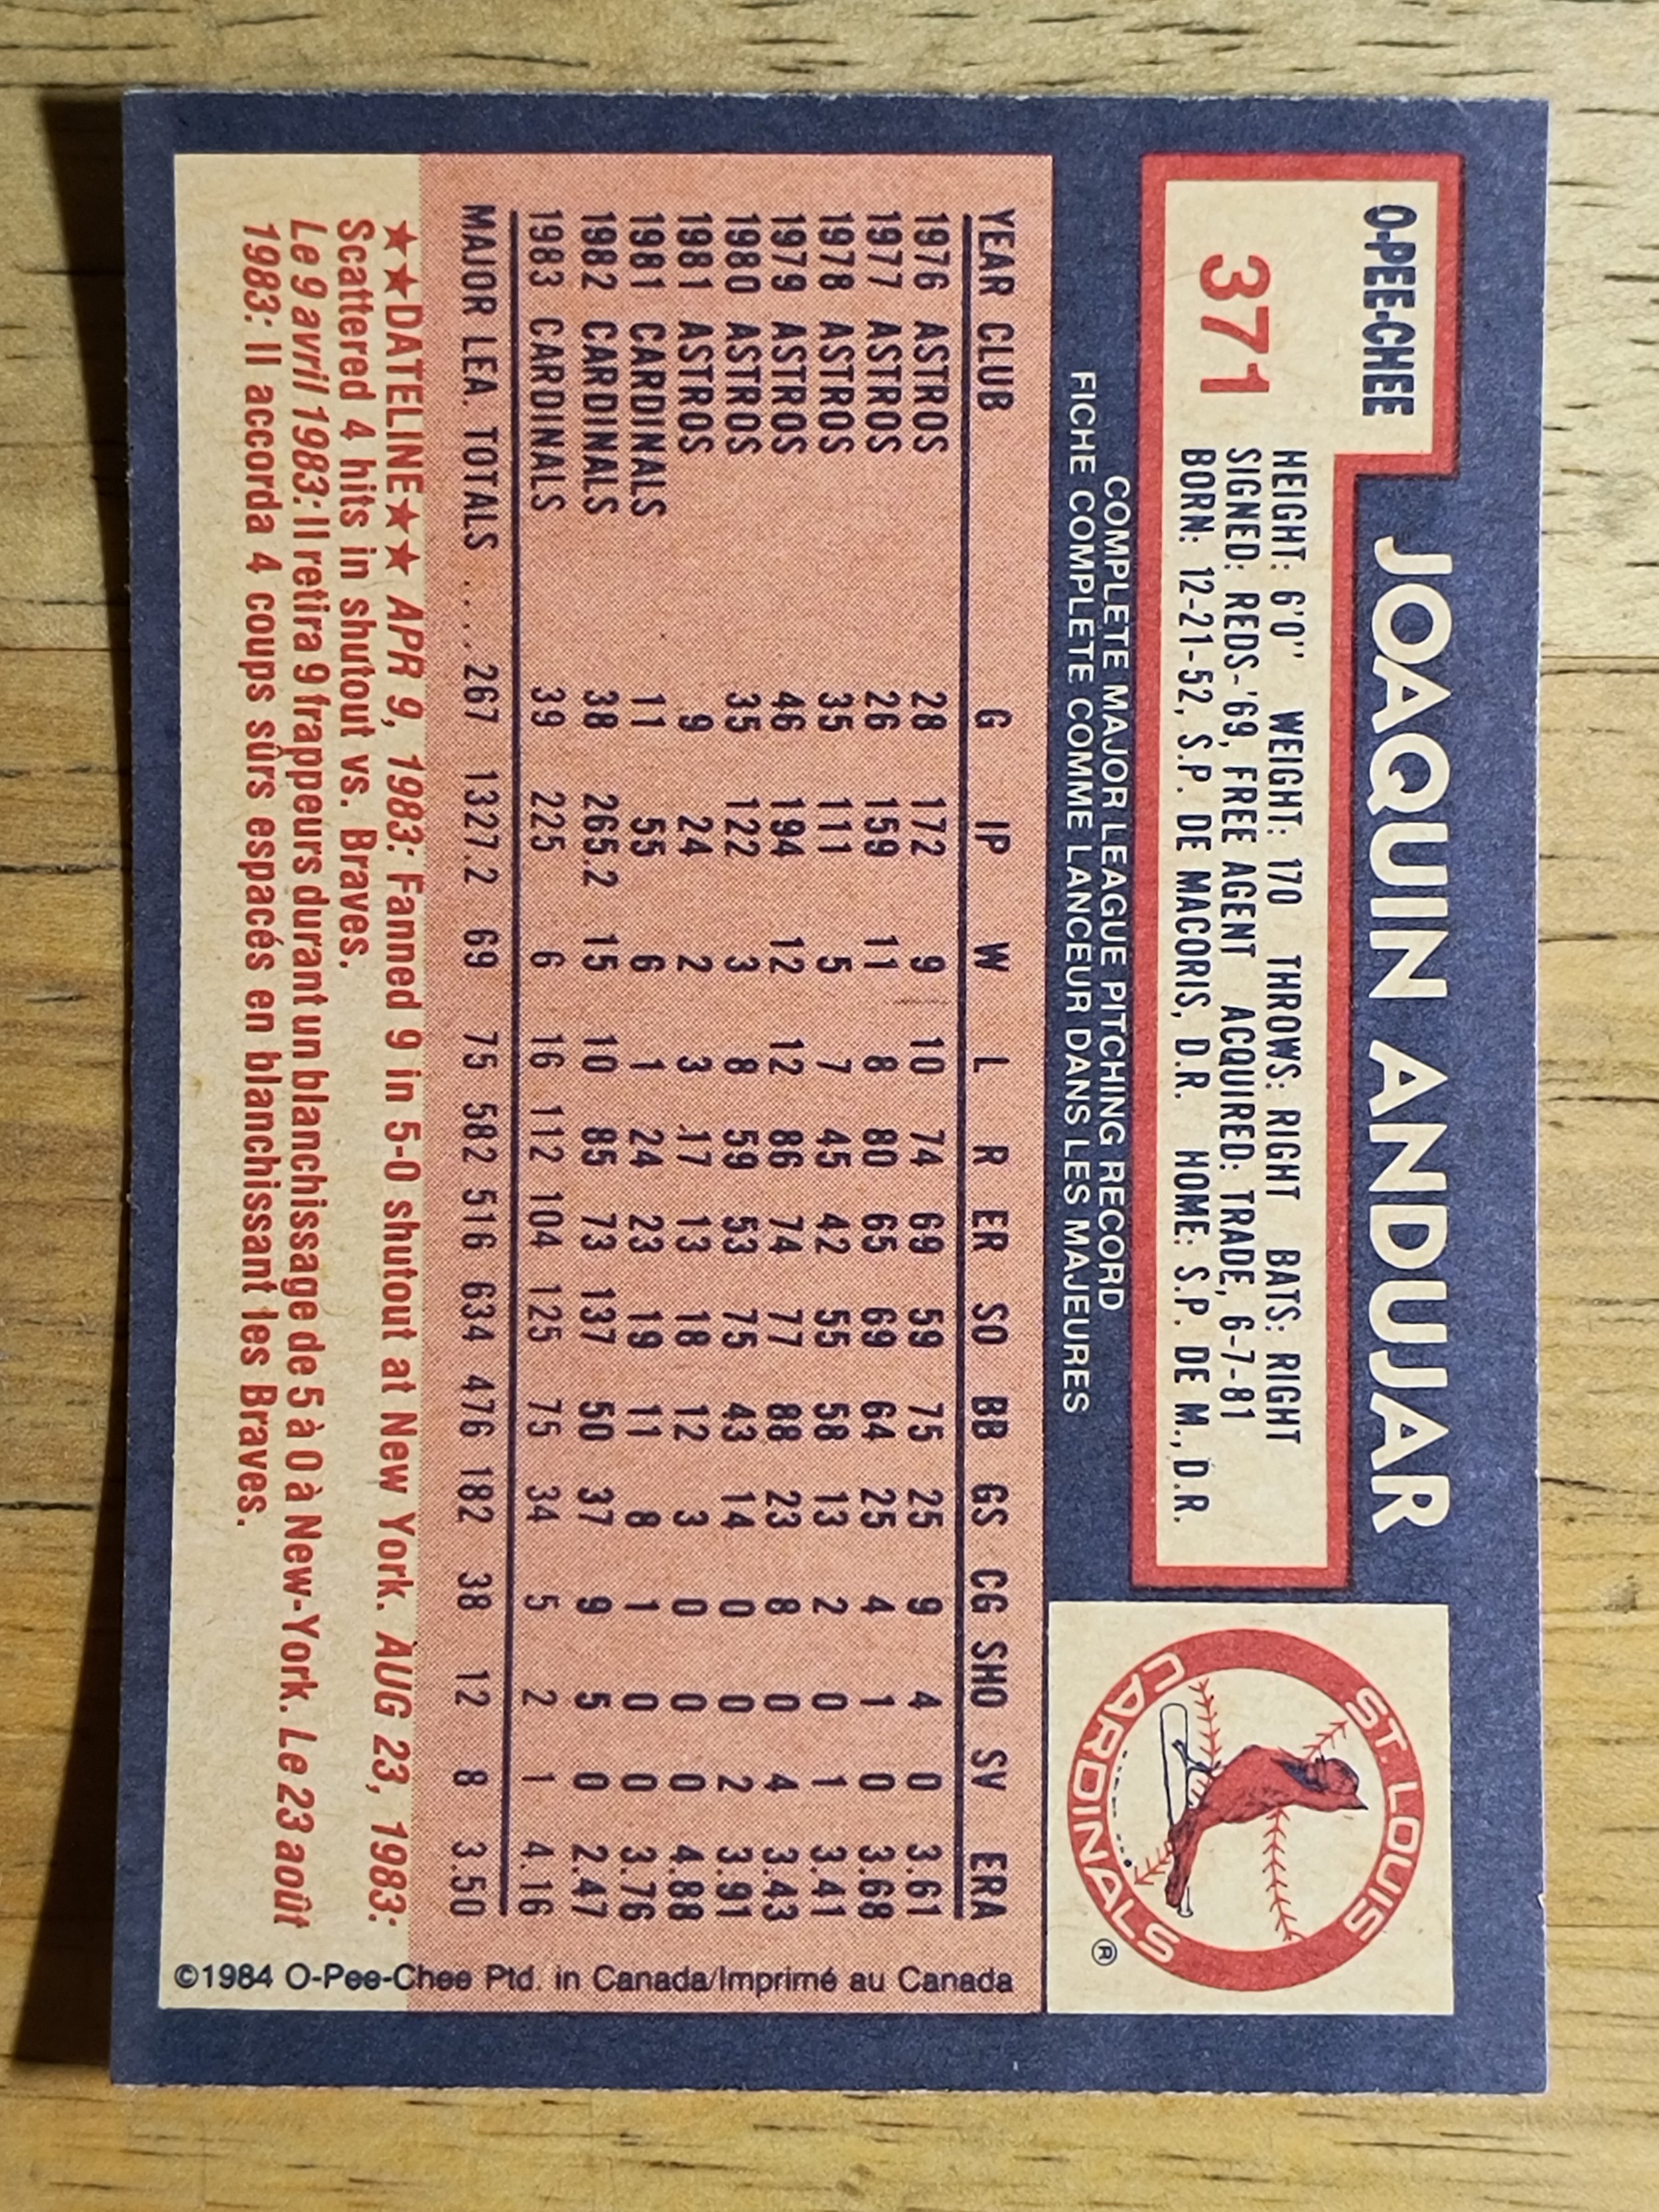 O-PEE-CHEE
371
JOAQUIN ANDUJAR
HEIGHT: 6'0" WEIGHT: 170 THROWS: RIGHT BATS: RIGHT
SIGNED: REDS-'69, FREE AGENT ACQUIRED: TRADE, 6-7-81
BORN: 12-21-52, S.P. DE MACORIS, D.R. HOME: S.P. DE M., D.R.
ST. LOUIS
CARDINALS
®
COMPLETE MAJOR LEAGUE PITCHING RECORD
FICHE COMPLÈTE COMME LANCEUR DANS LES MAJEURES
YEAR CLUB G IP W L R ER SO BB GS CG SHO SV ERA
1976 ASTROS 28 172 9 10 74 69 59 75 25 9 4 0 3.61
1977 ASTROS 26 159 11 8 80 65 69 64 25 4 1 0 3.68
1978 ASTROS 35 111 5 7 45 42 55 58 13 2 0 1 3.41
1979 ASTROS 46 194 12 12 86 74 77 88 23 8 0 4 3.43
1980 ASTROS 35 122 3 8 59 53 75 43 14 0 0 2 3.91
1981 ASTROS 9 24 2 3 17 13 18 12 3 0 0 0 4.88
1981 CARDINALS 11 55 6 1 24 23 19 11 8 1 0 0 3.76
1982 CARDINALS 38 265.2 15 10 85 73 137 50 37 9 5 0 2.47
1983 CARDINALS 39 225 6 16 112 104 125 75 34 5 2 1 4.16
MAJOR LEA. TOTALS .... 267 1327.2 69 75 582 516 634 476 182 38 12 8 3.50
★★DATELINE★★ APR 9, 1983: Fanned 9 in 5-0 shutout at New York. AUG 23, 1983:
Scattered 4 hits in shutout vs. Braves.
Le 9 avril 1983: Il retira 9 frappeurs durant un blanchissage de 5 à 0 à New-York. Le 23 août
1983: Il accorda 4 coups sûrs espacés en blanchissant les Braves.
©1984 O-Pee-Chee Ptd. in Canada/Imprimé au Canada